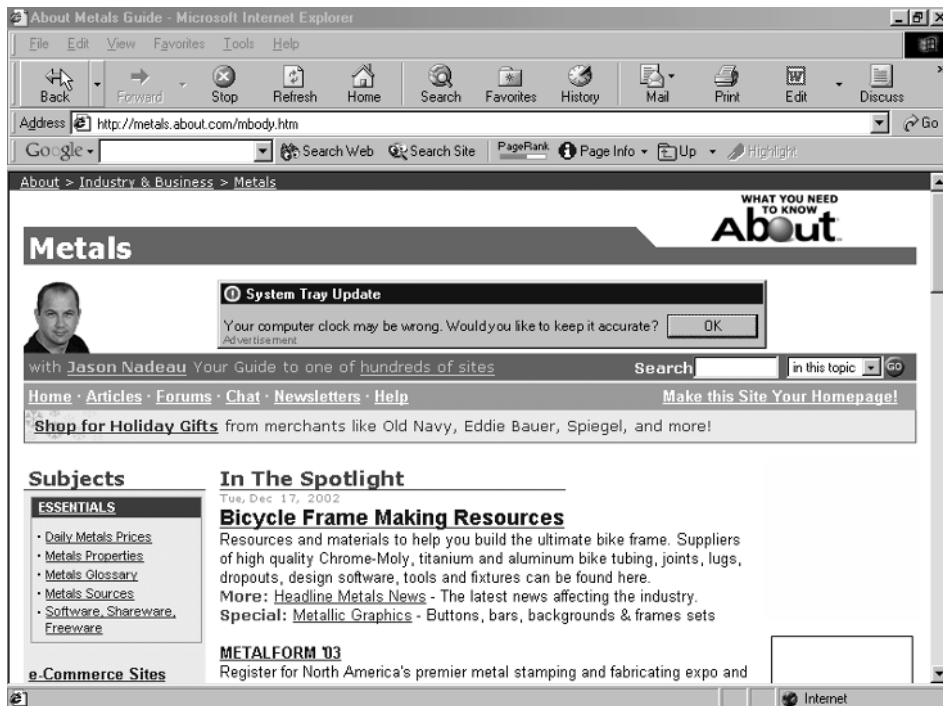 About Metals Guide - Microsoft Internet Explorer
File Edit View Favorites Tools Help
Back Forward Stop Refresh Home Search Favorites History Mail Print Edit Discuss
Address http://metals.about.com/mbody.htm Go
Google Search Web Search Site PageRank Page Info Up Highlight
About > Industry & Business > Metals
WHAT YOU NEED
TO KNOW
About
Metals
System Tray Update
Your computer clock may be wrong. Would you like to keep it accurate? OK
Advertisement
with Jason Nadeau Your Guide to one of hundreds of sites Search in this topic GO
Home · Articles · Forums · Chat · Newsletters · Help Make this Site Your Homepage!
Shop for Holiday Gifts from merchants like Old Navy, Eddie Bauer, Spiegel, and more!
Subjects
ESSENTIALS
· Daily Metals Prices
· Metals Properties
· Metals Glossary
· Metals Sources
· Software, Shareware,
Freeware
e-Commerce Sites
In The Spotlight
Tue, Dec 17, 2002
Bicycle Frame Making Resources
Resources and materials to help you build the ultimate bike frame. Suppliers
of high quality Chrome-Moly, titanium and aluminum bike tubing, joints, lugs,
dropouts, design software, tools and fixtures can be found here.
More: Headline Metals News - The latest news affecting the industry.
Special: Metallic Graphics - Buttons, bars, backgrounds & frames sets
METALFORM '03
Register for North America's premier metal stamping and fabricating expo and
Internet